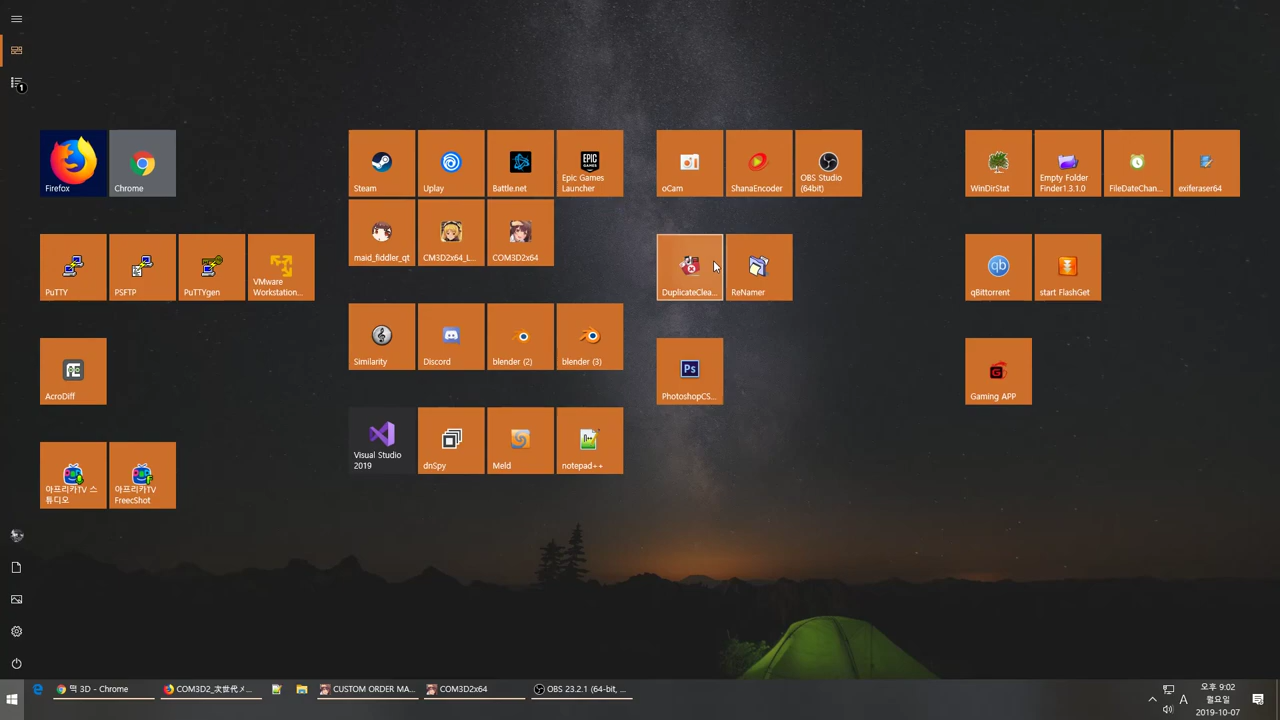 1
Firefox
Chrome
Steam
Uplay
Battle.net
Epic Games
Launcher
oCam
ShanaEncoder
OBS Studio
(64bit)
WinDirStat
Empty Folder
Finder1.3.1.0
FileDateChan...
exiferaser64
maid_fiddler_qt
CM3D2x64_L...
COM3D2x64
PuTTY
PSFTP
PuTTYgen
VMware
Workstation...
DuplicateClea...
ReNamer
qBittorrent
start FlashGet
Similarity
Discord
blender (2)
blender (3)
AcroDiff
PhotoshopCS...
Gaming APP
Visual Studio
2019
dnSpy
Meld
notepad++
아프리카TV 스
튜디오
아프리카TV
FreecShot
떡 3D - Chrome
COM3D2_次世代メ...
CUSTOM ORDER MA...
COM3D2x64
OBS 23.2.1 (64-bit, ...
A
오후 9:02
월요일
2019-10-07